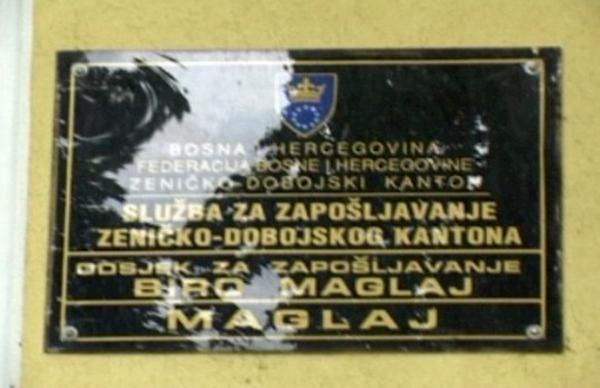 BOSNA I HERCEGOVINA
FEDERACIJA BOSNE I HERCEGOVINE
ZENIČKO-DOBOJSKI KANTON
SLUŽBA ZA ZAPOŠLJAVANJE
ZENIČKO-DOBOJSKOG KANTONA
ODSJEK ZA ZAPOŠLJAVANJE
BIRO MAGLAJ
MAGLAJ